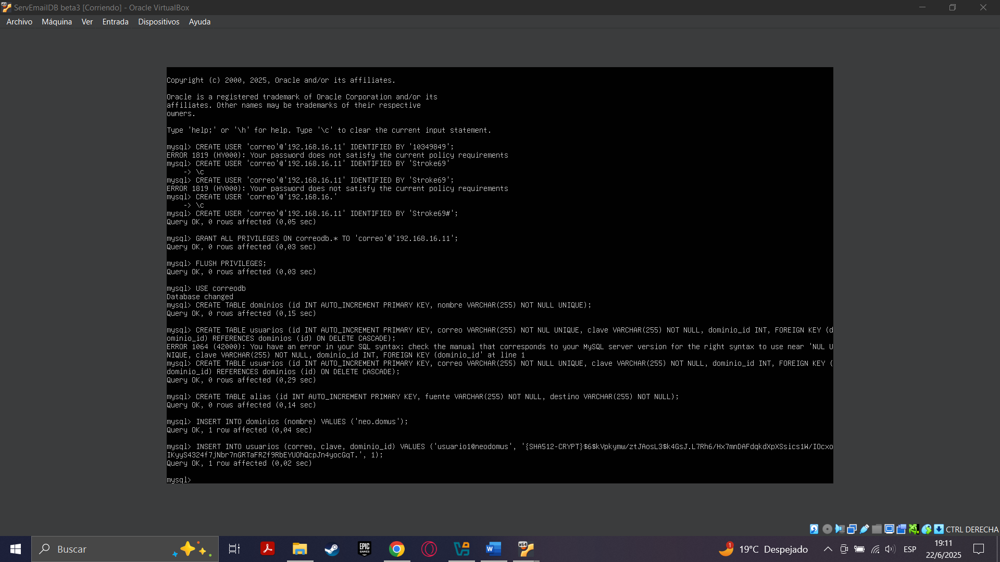 ServEmailDB beta3 [Corriendo] - Oracle VirtualBox
Archivo Máquina Ver Entrada Dispositivos Ayuda
Copyright (c) 2000, 2025, Oracle and/or its affiliates.
Oracle is a registered trademark of Oracle Corporation and/or its
affiliates. Other names may be trademarks of their respective
owners.
Type 'help;' or '\h' for help. Type '\c' to clear the current input statement.
mysql> CREATE USER 'correo'@'192.168.16.11' IDENTIFIED BY '10349849';
ERROR 1819 (HY000): Your password does not satisfy the current policy requirements
mysql> CREATE USER 'correo'@'192.168.16.11' IDENTIFIED BY 'Stroke69'
    -> \c
mysql> CREATE USER 'correo'@'192.168.16.11' IDENTIFIED BY 'Stroke69';
ERROR 1819 (HY000): Your password does not satisfy the current policy requirements
mysql> CREATE USER 'correo'@'192.168.16.'
    -> \c
mysql> CREATE USER 'correo'@'192.168.16.11' IDENTIFIED BY 'Stroke69#';
Query OK, 0 rows affected (0,05 sec)
mysql> GRANT ALL PRIVILEGES ON correodb.* TO 'correo'@'192.168.16.11';
Query OK, 0 rows affected (0,03 sec)
mysql> FLUSH PRIVILEGES;
Query OK, 0 rows affected (0,03 sec)
mysql> USE correodb
Database changed
mysql> CREATE TABLE dominios (id INT AUTO_INCREMENT PRIMARY KEY, nombre VARCHAR(255) NOT NULL UNIQUE);
Query OK, 0 rows affected (0,15 sec)
mysql> CREATE TABLE usuarios (id INT AUTO_INCREMENT PRIMARY KEY, correo VARCHAR(255) NOT NUL UNIQUE, clave VARCHAR(255) NOT NULL, dominio_id INT, FOREIGN KEY (d
ominio_id) REFERENCES dominios (id) ON DELETE CASCADE);
ERROR 1064 (42000): You have an error in your SQL syntax; check the manual that corresponds to your MySQL server version for the right syntax to use near 'NUL U
NIQUE, clave VARCHAR(255) NOT NULL, dominio_id INT, FOREIGN KEY (dominio_id' at line 1
mysql> CREATE TABLE usuarios (id INT AUTO_INCREMENT PRIMARY KEY, correo VARCHAR(255) NOT NULL UNIQUE, clave VARCHAR(255) NOT NULL, dominio_id INT, FOREIGN KEY (
dominio_id) REFERENCES dominios (id) ON DELETE CASCADE);
Query OK, 0 rows affected (0,29 sec)
mysql> CREATE TABLE alias (id INT AUTO_INCREMENT PRIMARY KEY, fuente VARCHAR(255) NOT NULL, destino VARCHAR(255) NOT NULL);
Query OK, 0 rows affected (0,14 sec)
mysql> INSERT INTO dominios (nombre) VALUES ('neo.domus');
Query OK, 1 row affected (0,04 sec)
mysql> INSERT INTO usuarios (correo, clave, dominio_id) VALUES ('usuario1@neodomus', '{SHA512-CRYPT}$6$kVpkymw/ztJAosL3$k4GsJ.L7Rh6/Hx7mnDAFdqkdXpXSsics1W/IOcxo
IKyyS4324f7jNbr7nGRTaFRZf9RbEYUOhQcpJn4yocGqT.', 1);
Query OK, 1 row affected (0,02 sec)
mysql>
CTRL DERECHA
Buscar
EPIC GAMES
x64
1
19°C Despejado
ESP
19:11
22/6/2025